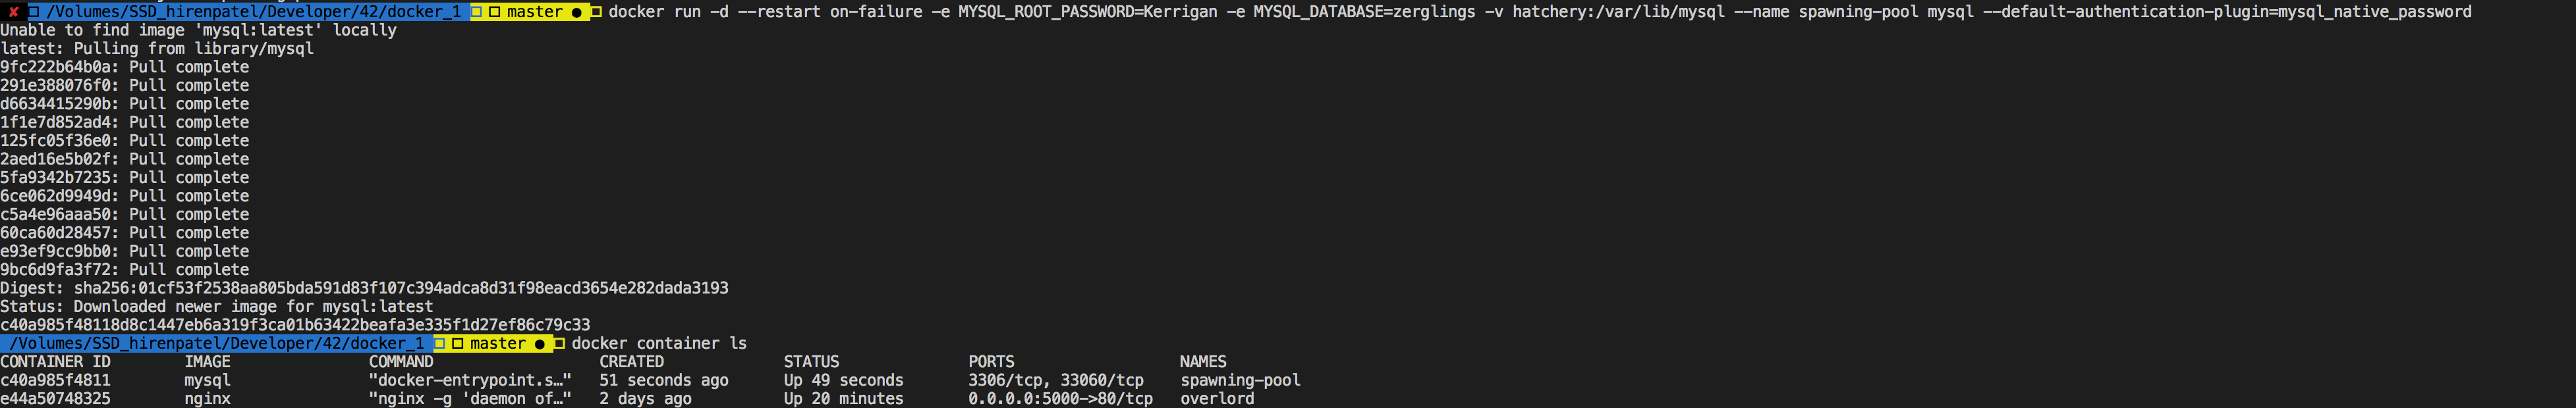 ✘ /Volumes/SSD_hirenpatel/Developer/42/docker_1 master ● docker run -d --restart on-failure -e MYSQL_ROOT_PASSWORD=Kerrigan -e MYSQL_DATABASE=zerglings -v hatchery:/var/lib/mysql --name spawning-pool mysql --default-authentication-plugin=mysql_native_password
Unable to find image 'mysql:latest' locally
latest: Pulling from library/mysql
9fc222b64b0a: Pull complete
291e388076f0: Pull complete
d6634415290b: Pull complete
1f1e7d852ad4: Pull complete
125fc05f36e0: Pull complete
2aed16e5b02f: Pull complete
5fa9342b7235: Pull complete
6ce062d9949d: Pull complete
c5a4e96aaa50: Pull complete
60ca60d28457: Pull complete
e93ef9cc9bb0: Pull complete
9bc6d9fa3f72: Pull complete
Digest: sha256:01cf53f2538aa805bda591d83f107c394adca8d31f98eacd3654e282dada3193
Status: Downloaded newer image for mysql:latest
c40a985f48118d8c1447eb6a319f3ca01b63422beafa3e335f1d27ef86c79c33
/Volumes/SSD_hirenpatel/Developer/42/docker_1 master ● docker container ls
CONTAINER ID IMAGE COMMAND CREATED STATUS PORTS NAMES
c40a985f4811 mysql "docker-entrypoint.s…" 51 seconds ago Up 49 seconds 3306/tcp, 33060/tcp spawning-pool
e44a50748325 nginx "nginx -g 'daemon of…" 2 days ago Up 20 minutes 0.0.0.0:5000->80/tcp overlord